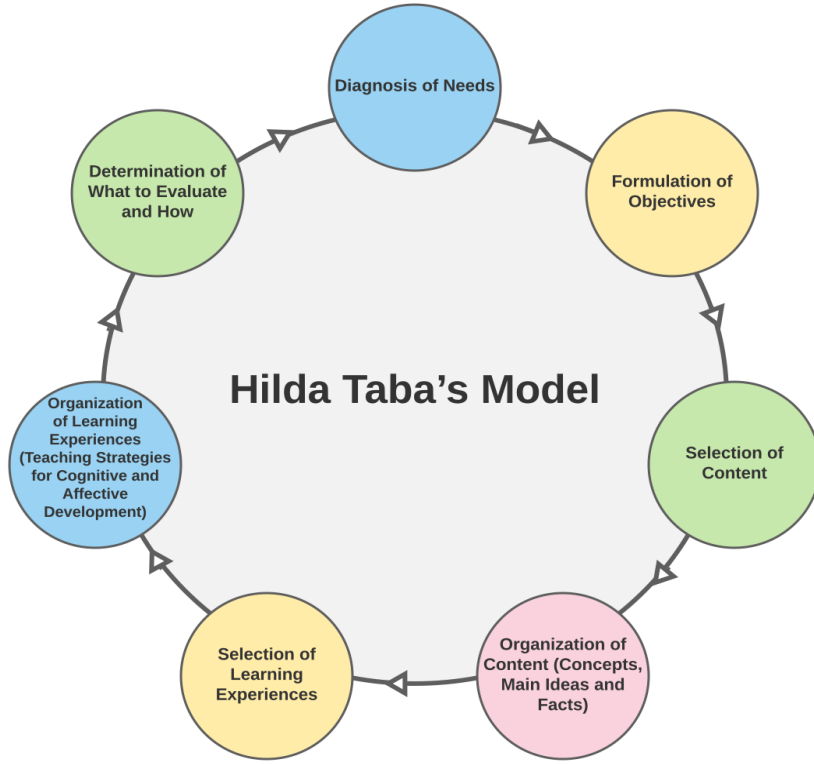 Diagnosis of Needs
Formulation of
Objectives
Selection of
Content
Organization of
Content (Concepts,
Main Ideas and
Facts)
Selection of
Learning
Experiences
Organization
of Learning
Experiences
(Teaching Strategies
for Cognitive and
Affective
Development)
Determination of
What to Evaluate
and How
Hilda Taba’s Model